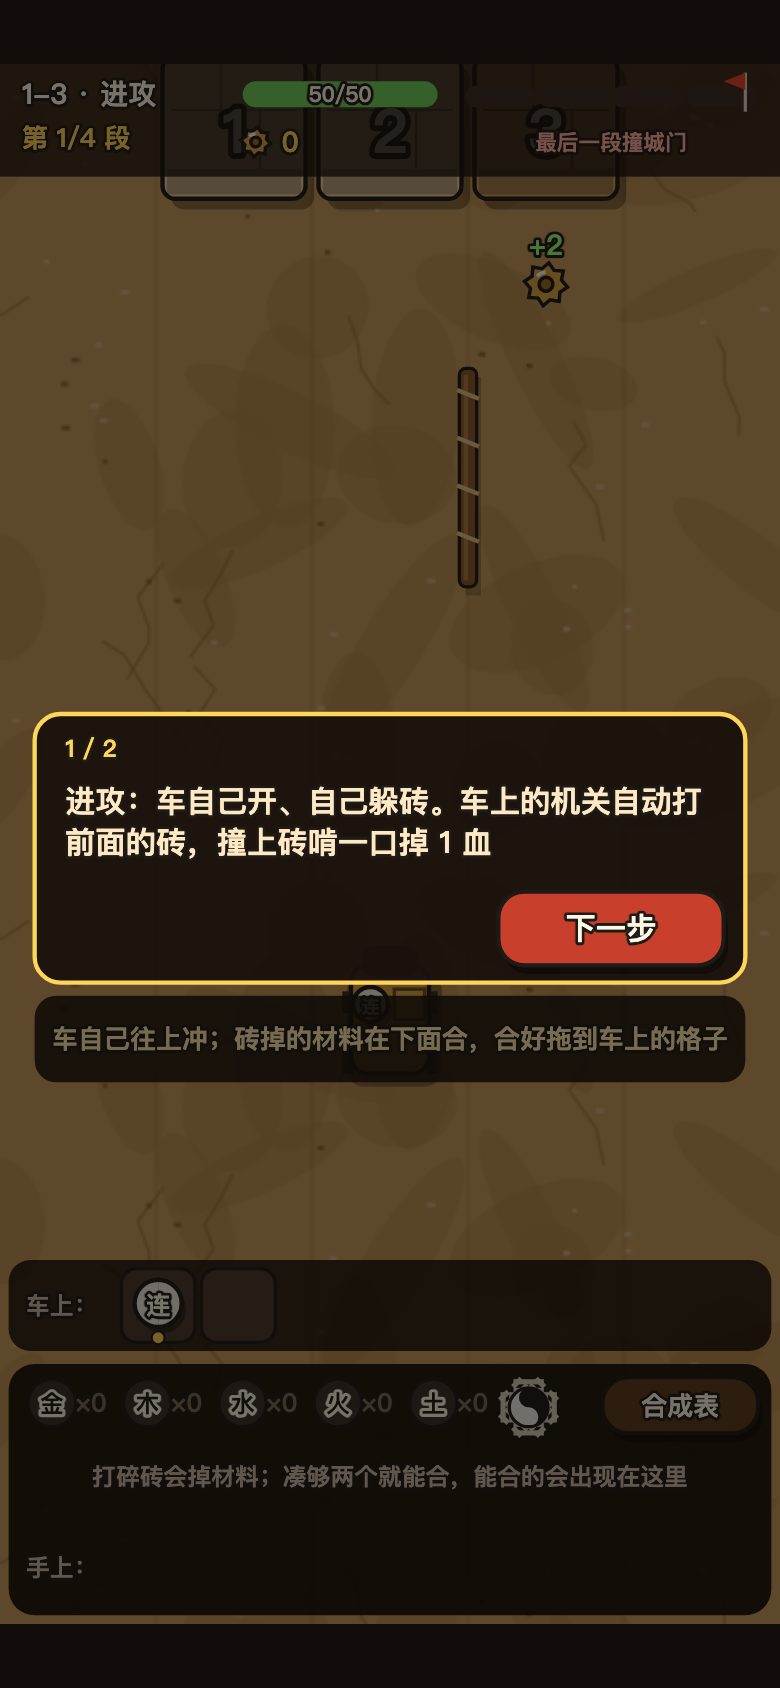 1-3 · 进攻
50/50
第 1/4 段
1
0
2
3
最后一段撞城门
+2
1 / 2
进攻：车自己开、自己躲砖。车上的机关自动打
前面的砖，撞上砖啃一口掉 1 血
下一步
连
车自己往上冲；砖掉的材料在下面合，合好拖到车上的格子
车上：
连
金×0 木×0 水×0 火×0 土×0
合成表
打碎砖会掉材料；凑够两个就能合，能合的会出现在这里
手上：